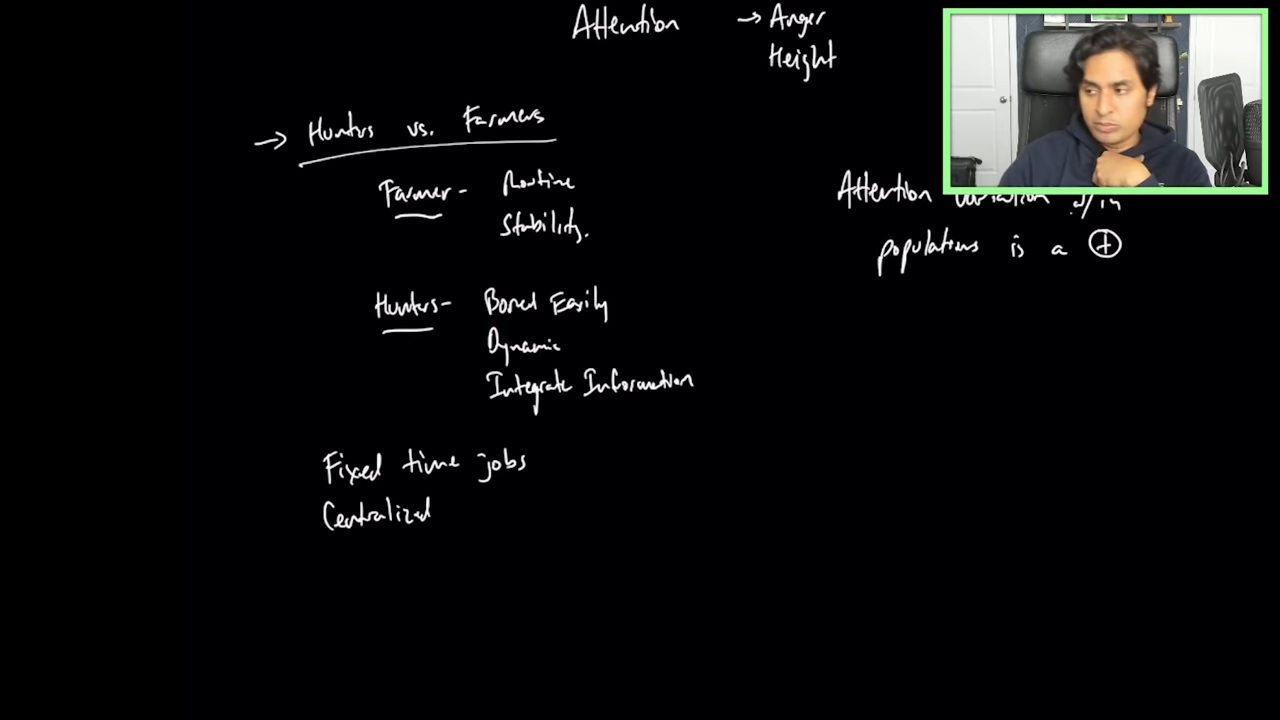 Attention → Anger
Height
→ Hunters vs. Farmers
Farmer - Routine
Stability.
Hunters - Bored Easily
Dynamic
Integrate Information
Fixed time jobs
Centralized
Attention variation
populations is a +